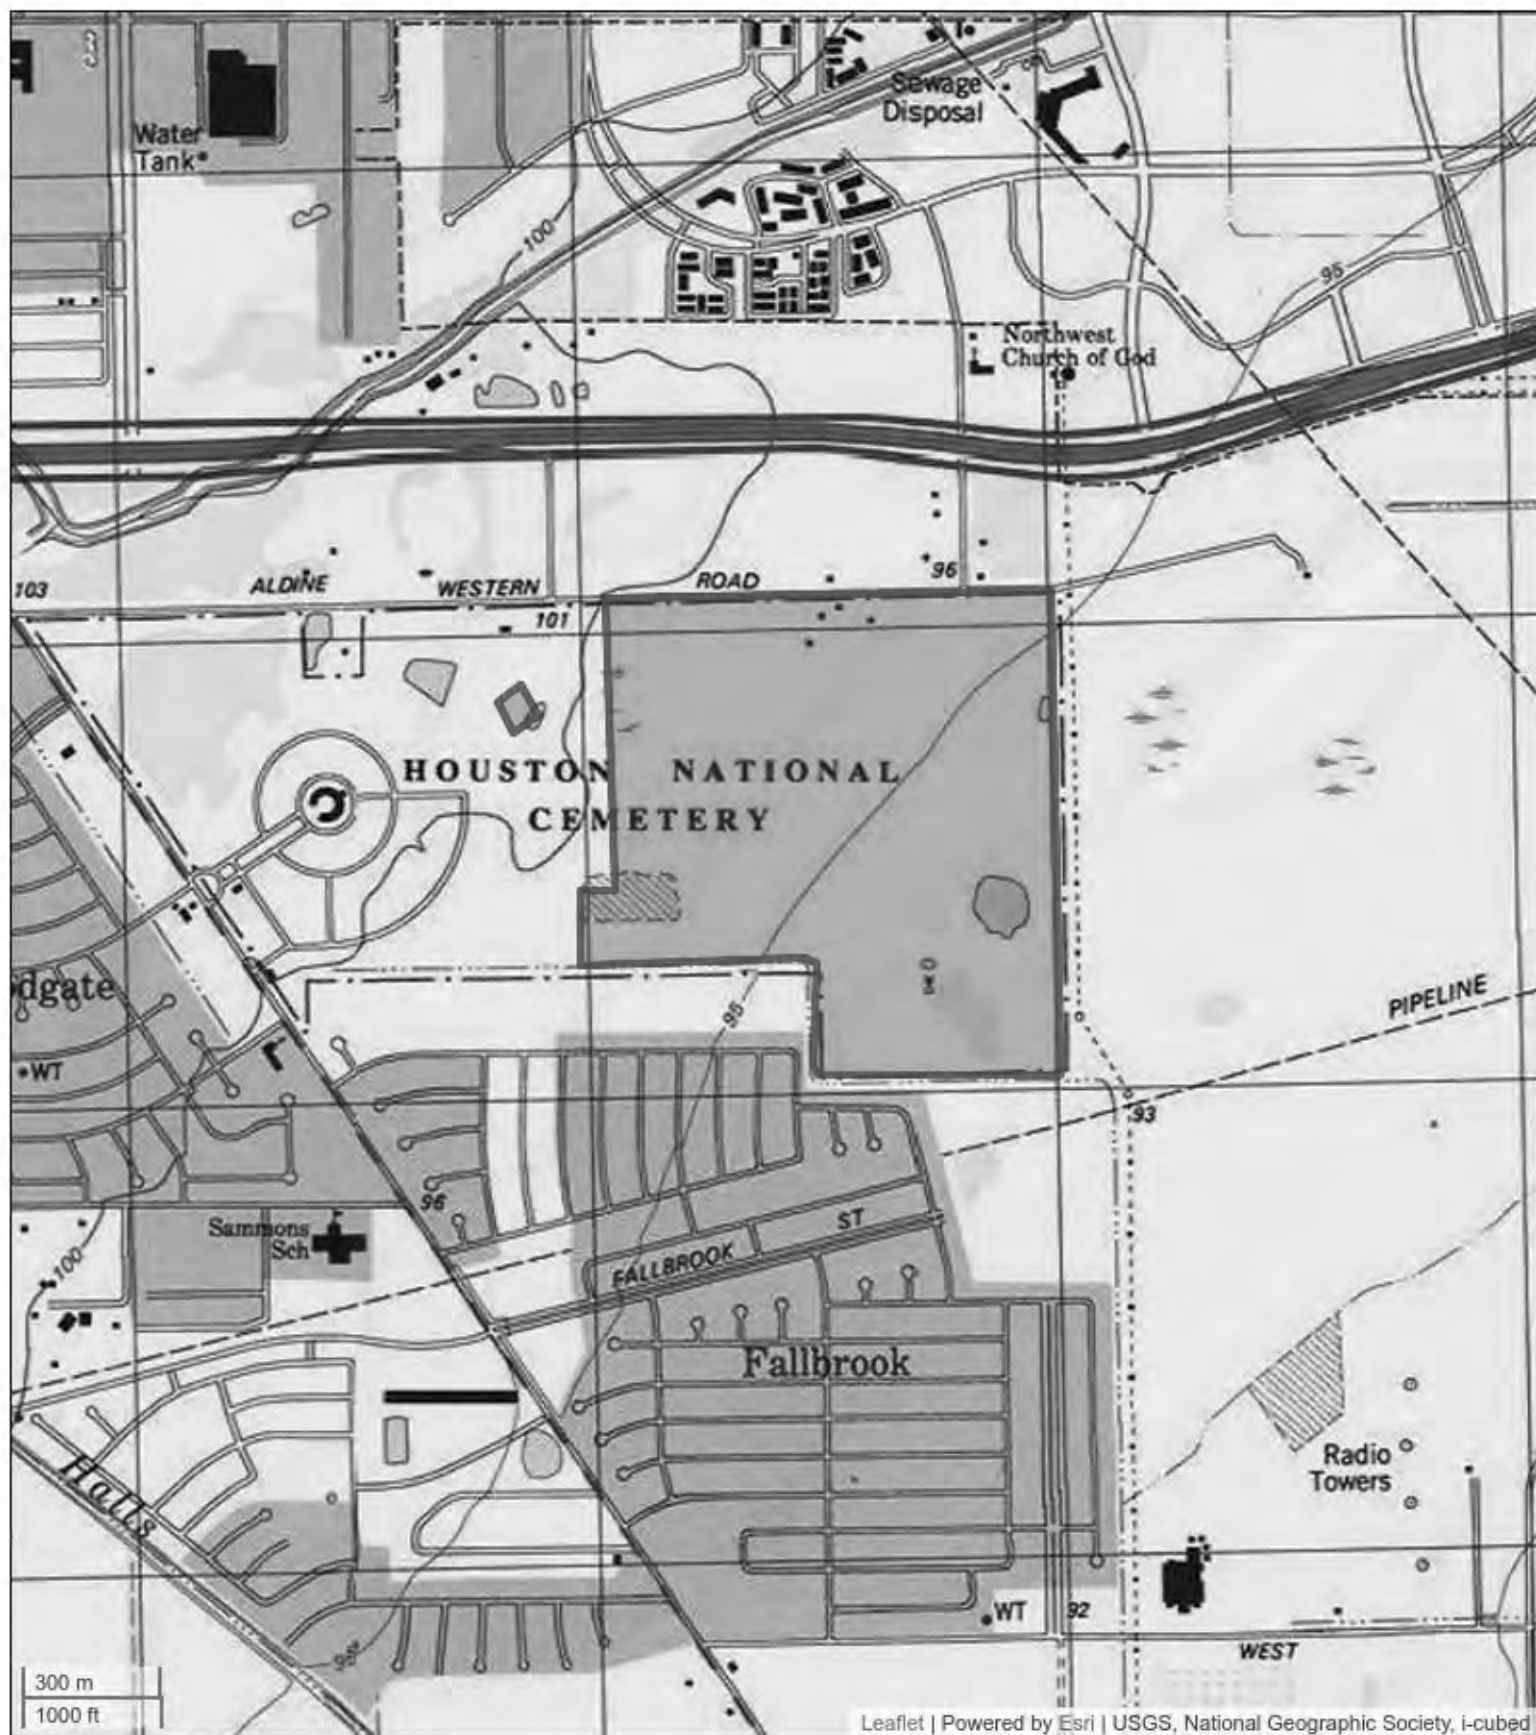 Sewage
Disposal
Water
Tank
100
95
Northwest
Church of God
103
ALDINE WESTERN ROAD
96
101
HOUSTON NATIONAL
CEMETERY
dgate
95
PIPELINE
WT
93
96
Sammons
Sch
ST
FALLBROOK
100
Fallbrook
Halls
Radio
Towers
WT
92
WEST
300 m
1000 ft
Leaflet | Powered by Esri | USGS, National Geographic Society, i-cubed